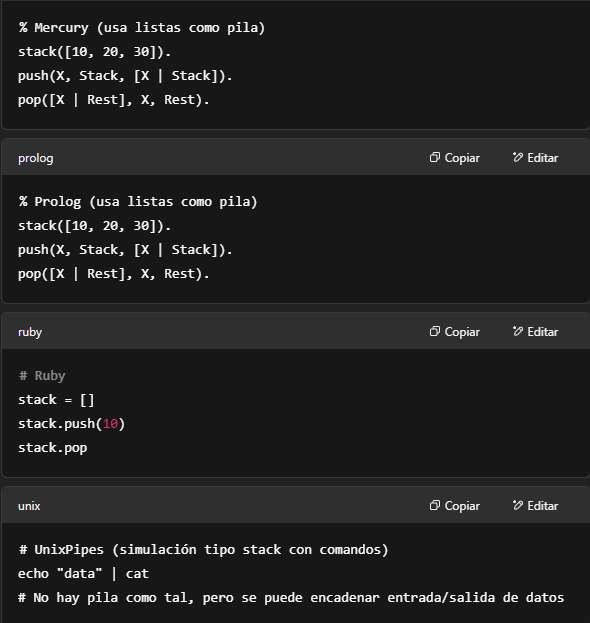 % Mercury (usa listas como pila)
stack([10, 20, 30]).
push(X, Stack, [X | Stack]).
pop([X | Rest], X, Rest).
prolog Copiar Editar
% Prolog (usa listas como pila)
stack([10, 20, 30]).
push(X, Stack, [X | Stack]).
pop([X | Rest], X, Rest).
ruby Copiar Editar
# Ruby
stack = []
stack.push(10)
stack.pop
unix Copiar Editar
# UnixPipes (simulación tipo stack con comandos)
echo "data" | cat
# No hay pila como tal, pero se puede encadenar entrada/salida de datos